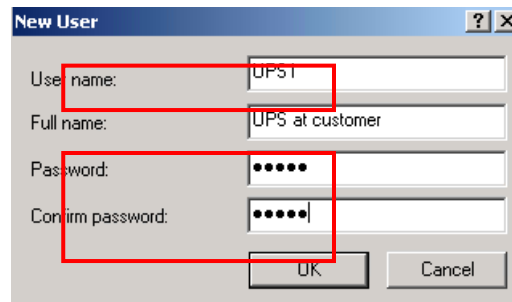 New User
User name: UPS1
Full name: UPS at customer
Password: •••••
Confirm password: •••••
OK Cancel